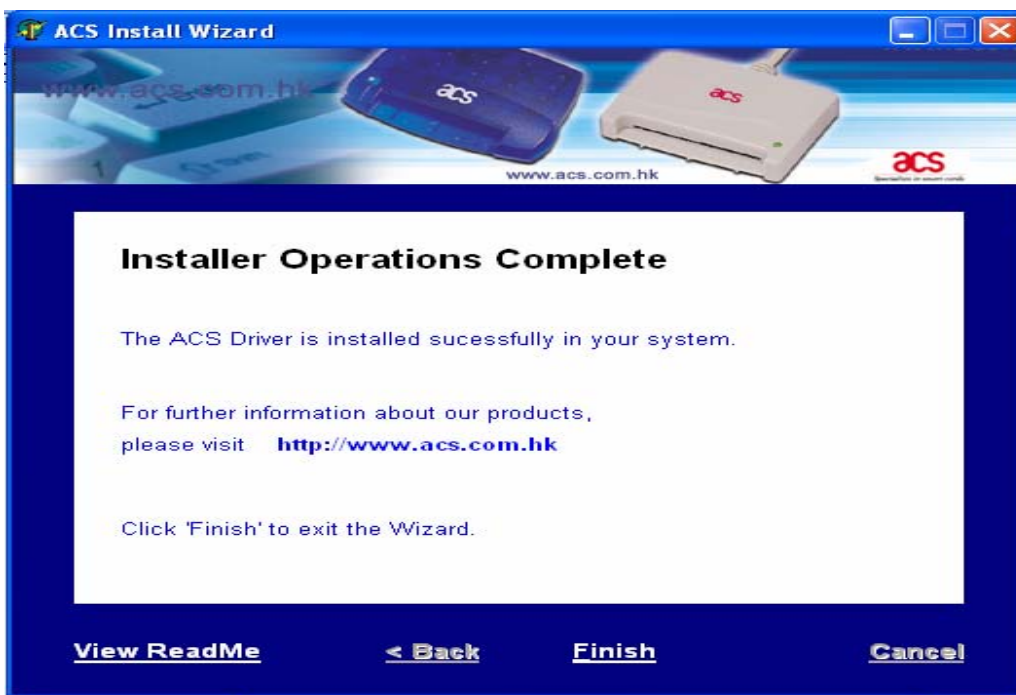 ACS Install Wizard
www.acs.com.hk
acs
acs
www.acs.com.hk
acs
Installer Operations Complete
The ACS Driver is installed sucessfully in your system.
For further information about our products,
please visit http://www.acs.com.hk
Click 'Finish' to exit the Wizard.
View ReadMe
< Back
Finish
Cancel